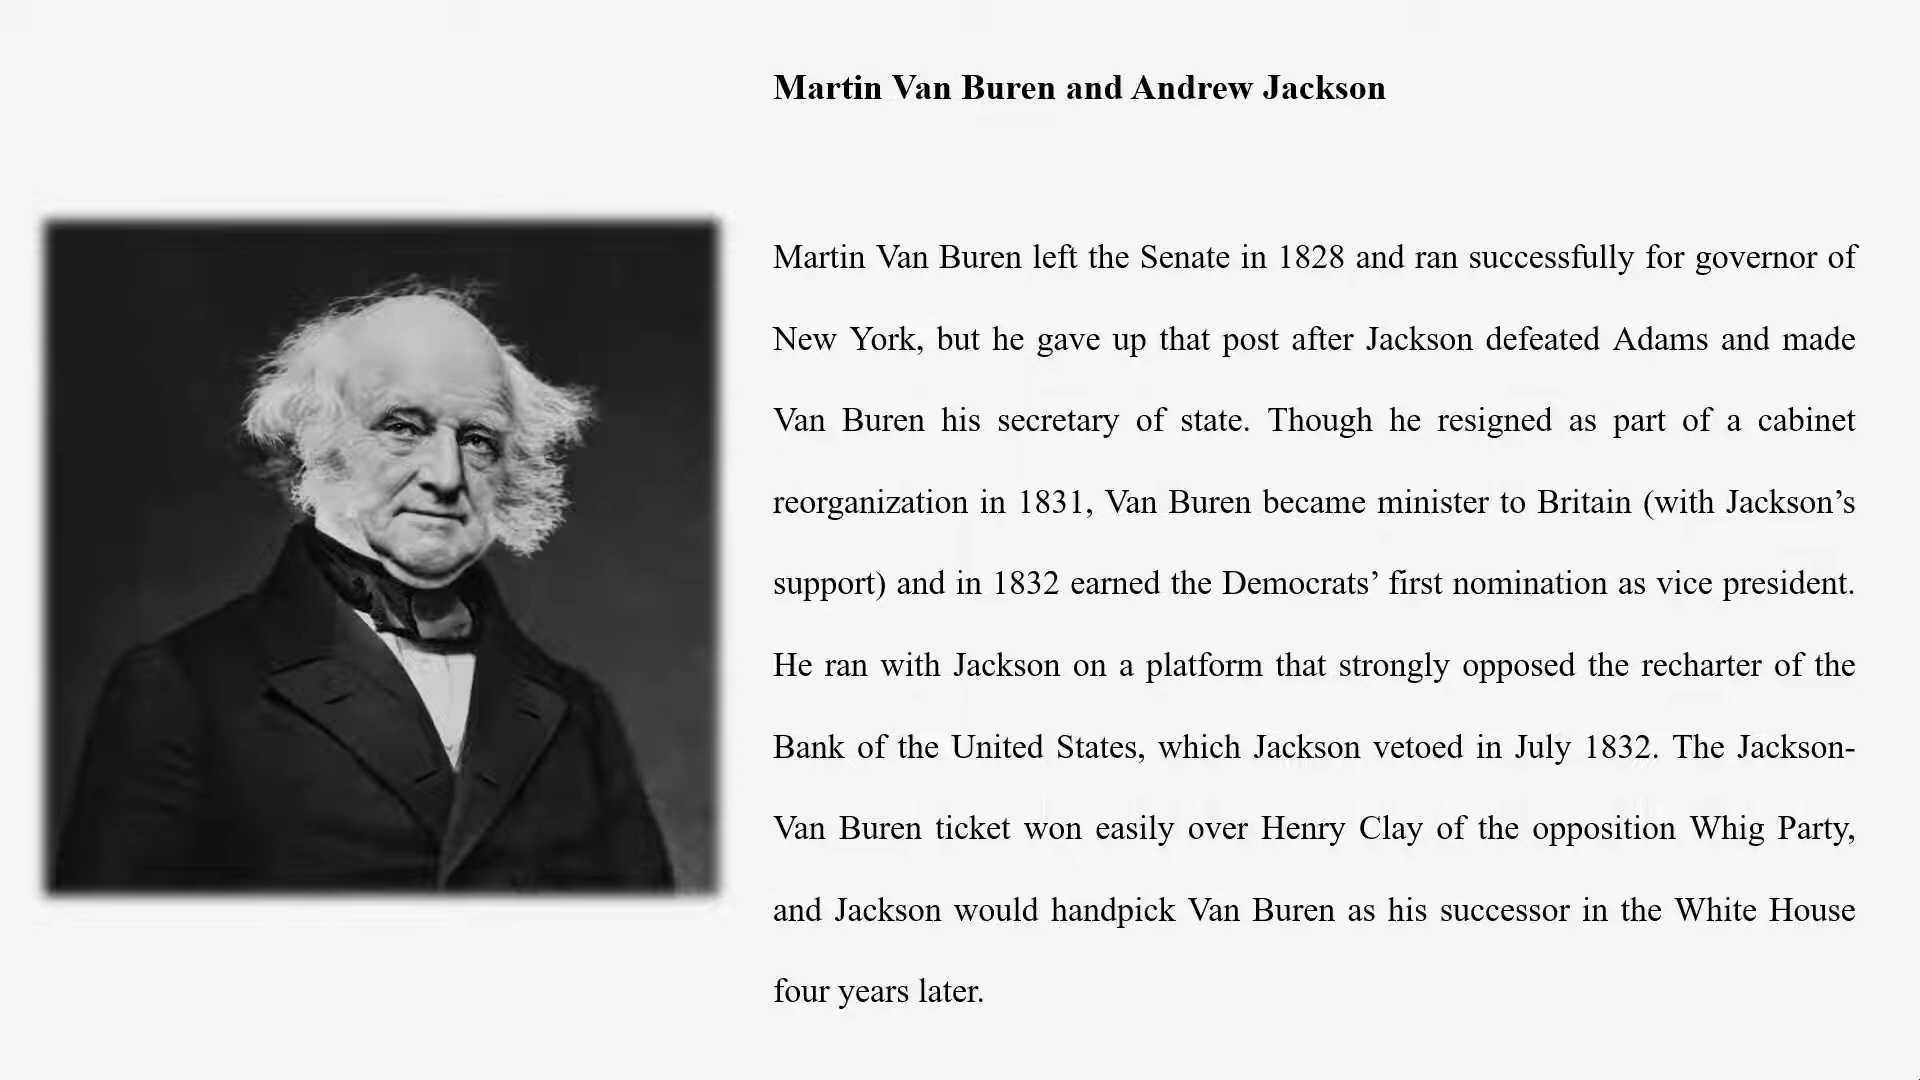 Martin Van Buren and Andrew Jackson
Martin Van Buren left the Senate in 1828 and ran successfully for governor of
New York, but he gave up that post after Jackson defeated Adams and made
Van Buren his secretary of state. Though he resigned as part of a cabinet
reorganization in 1831, Van Buren became minister to Britain (with Jackson’s
support) and in 1832 earned the Democrats’ first nomination as vice president.
He ran with Jackson on a platform that strongly opposed the recharter of the
Bank of the United States, which Jackson vetoed in July 1832. The Jackson-
Van Buren ticket won easily over Henry Clay of the opposition Whig Party,
and Jackson would handpick Van Buren as his successor in the White House
four years later.